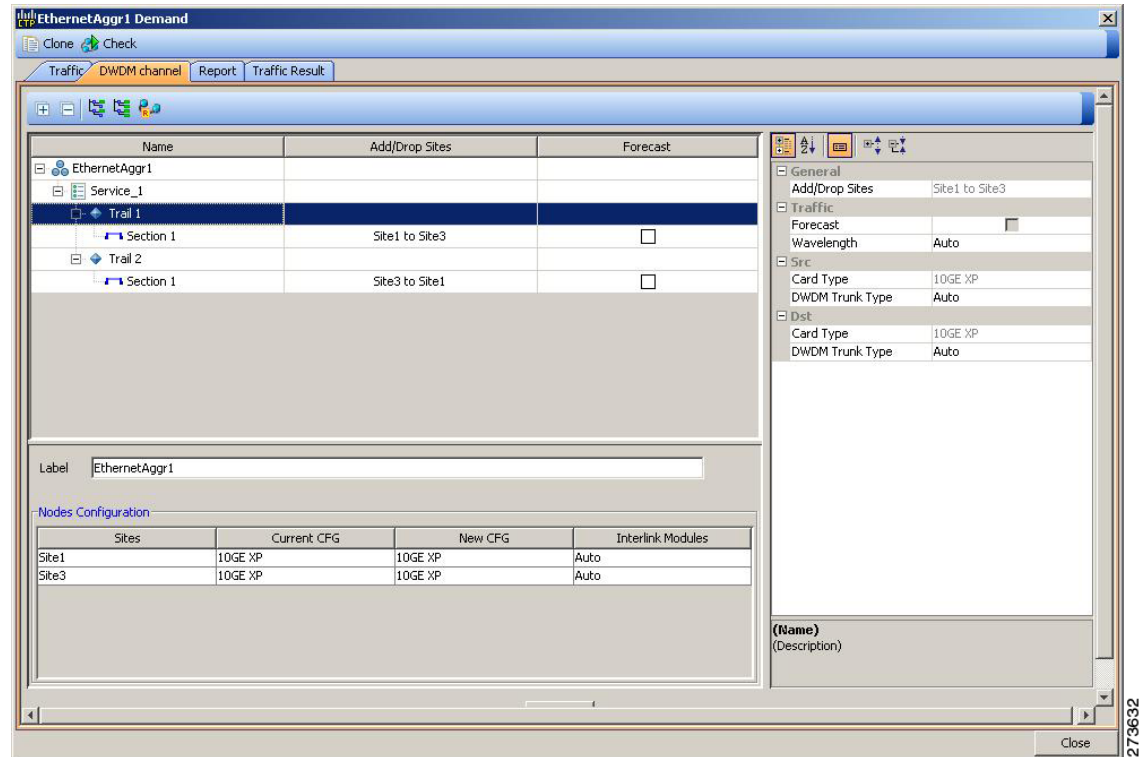 CTP EthernetAggr1 Demand
Clone Check
Traffic DWDM channel Report Traffic Result
Name Add/Drop Sites Forecast
EthernetAggr1
Service_1
Trail 1
Section 1 Site1 to Site3
Trail 2
Section 1 Site3 to Site1
General
Add/Drop Sites Site1 to Site3
Traffic
Forecast
Wavelength Auto
Src
Card Type 10GE XP
DWDM Trunk Type Auto
Dst
Card Type 10GE XP
DWDM Trunk Type Auto
Label EthernetAggr1
Nodes Configuration
Sites Current CFG New CFG Interlink Modules
Site1 10GE XP 10GE XP Auto
Site3 10GE XP 10GE XP Auto
(Name)
(Description)
Close
273632